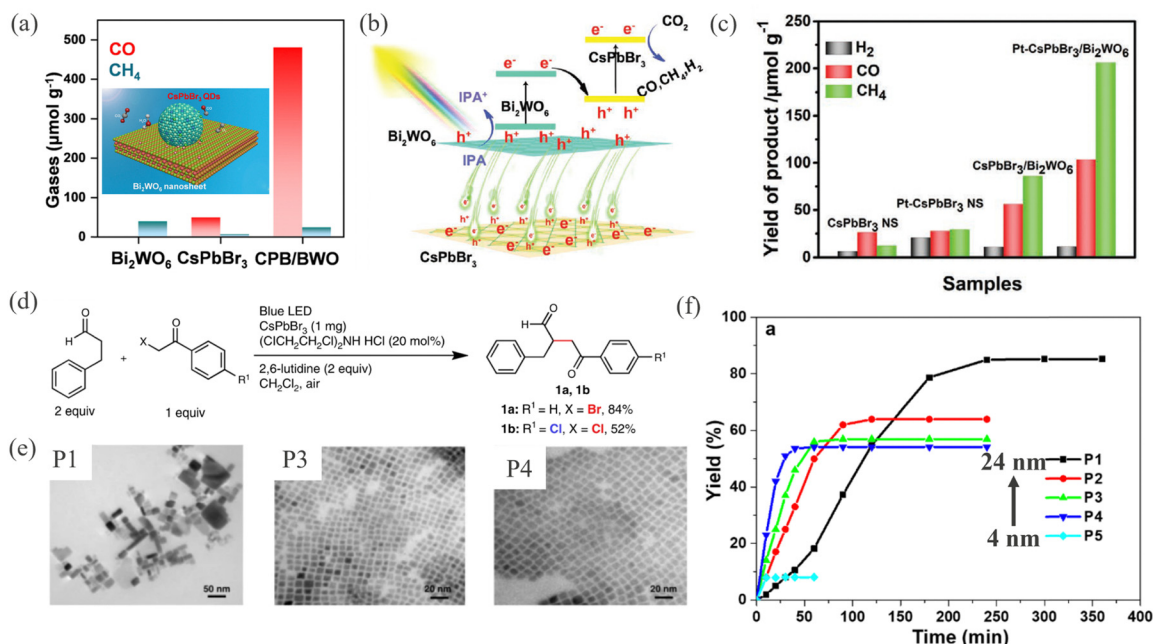 (a)
Gases (μmol g⁻¹)
500
400
300
200
100
0
CO
CH₄
CsPbBr₃ QDs
Bi₂WO₆ nanosheet
Bi₂WO₆ CsPbBr₃ CPB/BWO
(b)
e⁻ e⁻
CO₂
CsPbBr₃
e⁻ e⁻
CO,CH₄,H₂
IPA⁺
Bi₂WO₆
h⁺ h⁺
Bi₂WO₆
h⁺ h⁺ h⁺ h⁺ h⁺
IPA
h⁺
e⁻ e⁻ e⁻ e⁻ e⁻ e⁻
CsPbBr₃
(c)
Yield of product /μmol g⁻¹
250
200
150
100
50
0
H₂
CO
CH₄
Pt-CsPbBr₃/Bi₂WO₆
CsPbBr₃/Bi₂WO₆
Pt-CsPbBr₃ NS
CsPbBr₃ NS
Samples
(d)
O
+
X
O
R¹
2 equiv
1 equiv
Blue LED
CsPbBr₃ (1 mg)
(ClCH₂CH₂Cl)₂NH HCl (20 mol%)
2,6-lutidine (2 equiv)
CH₂Cl₂, air
O
O
R¹
1a, 1b
1a: R¹ = H, X = Br, 84%
1b: R¹ = Cl, X = Cl, 52%
(e)
P1
50 nm
P3
20 nm
P4
20 nm
(f)
a
Yield (%)
100
80
60
40
20
0
24 nm
4 nm
P1
P2
P3
P4
P5
0 50 100 150 200 250 300 350 400
Time (min)